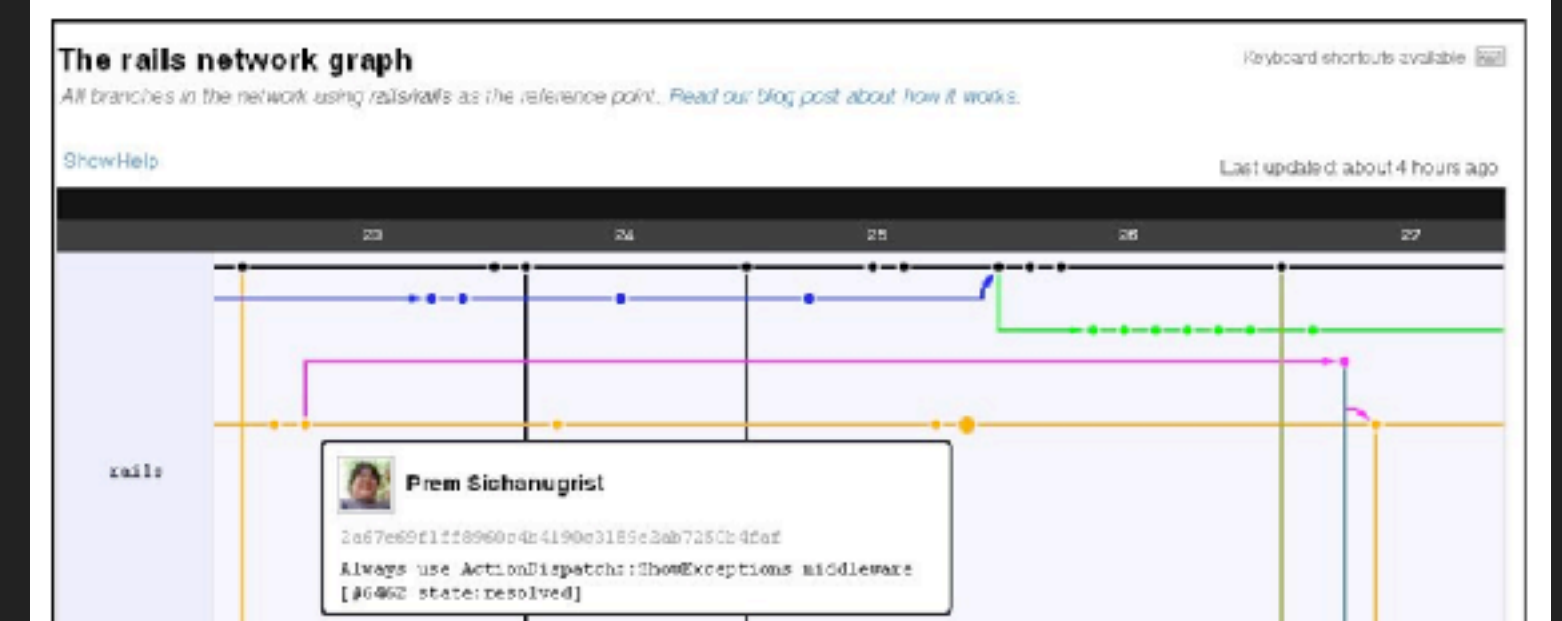 The rails network graph
Keyboard shortcuts available
All branches in the network using rails/rails as the reference point. Read our blog post about how it works.
Show Help
Last updated: about 4 hours ago
23 24 25 26 27
rails
Prem Sichanugrist
Always use ActionDispatch::ShowExceptions middleware
[#6462 state:resolved]